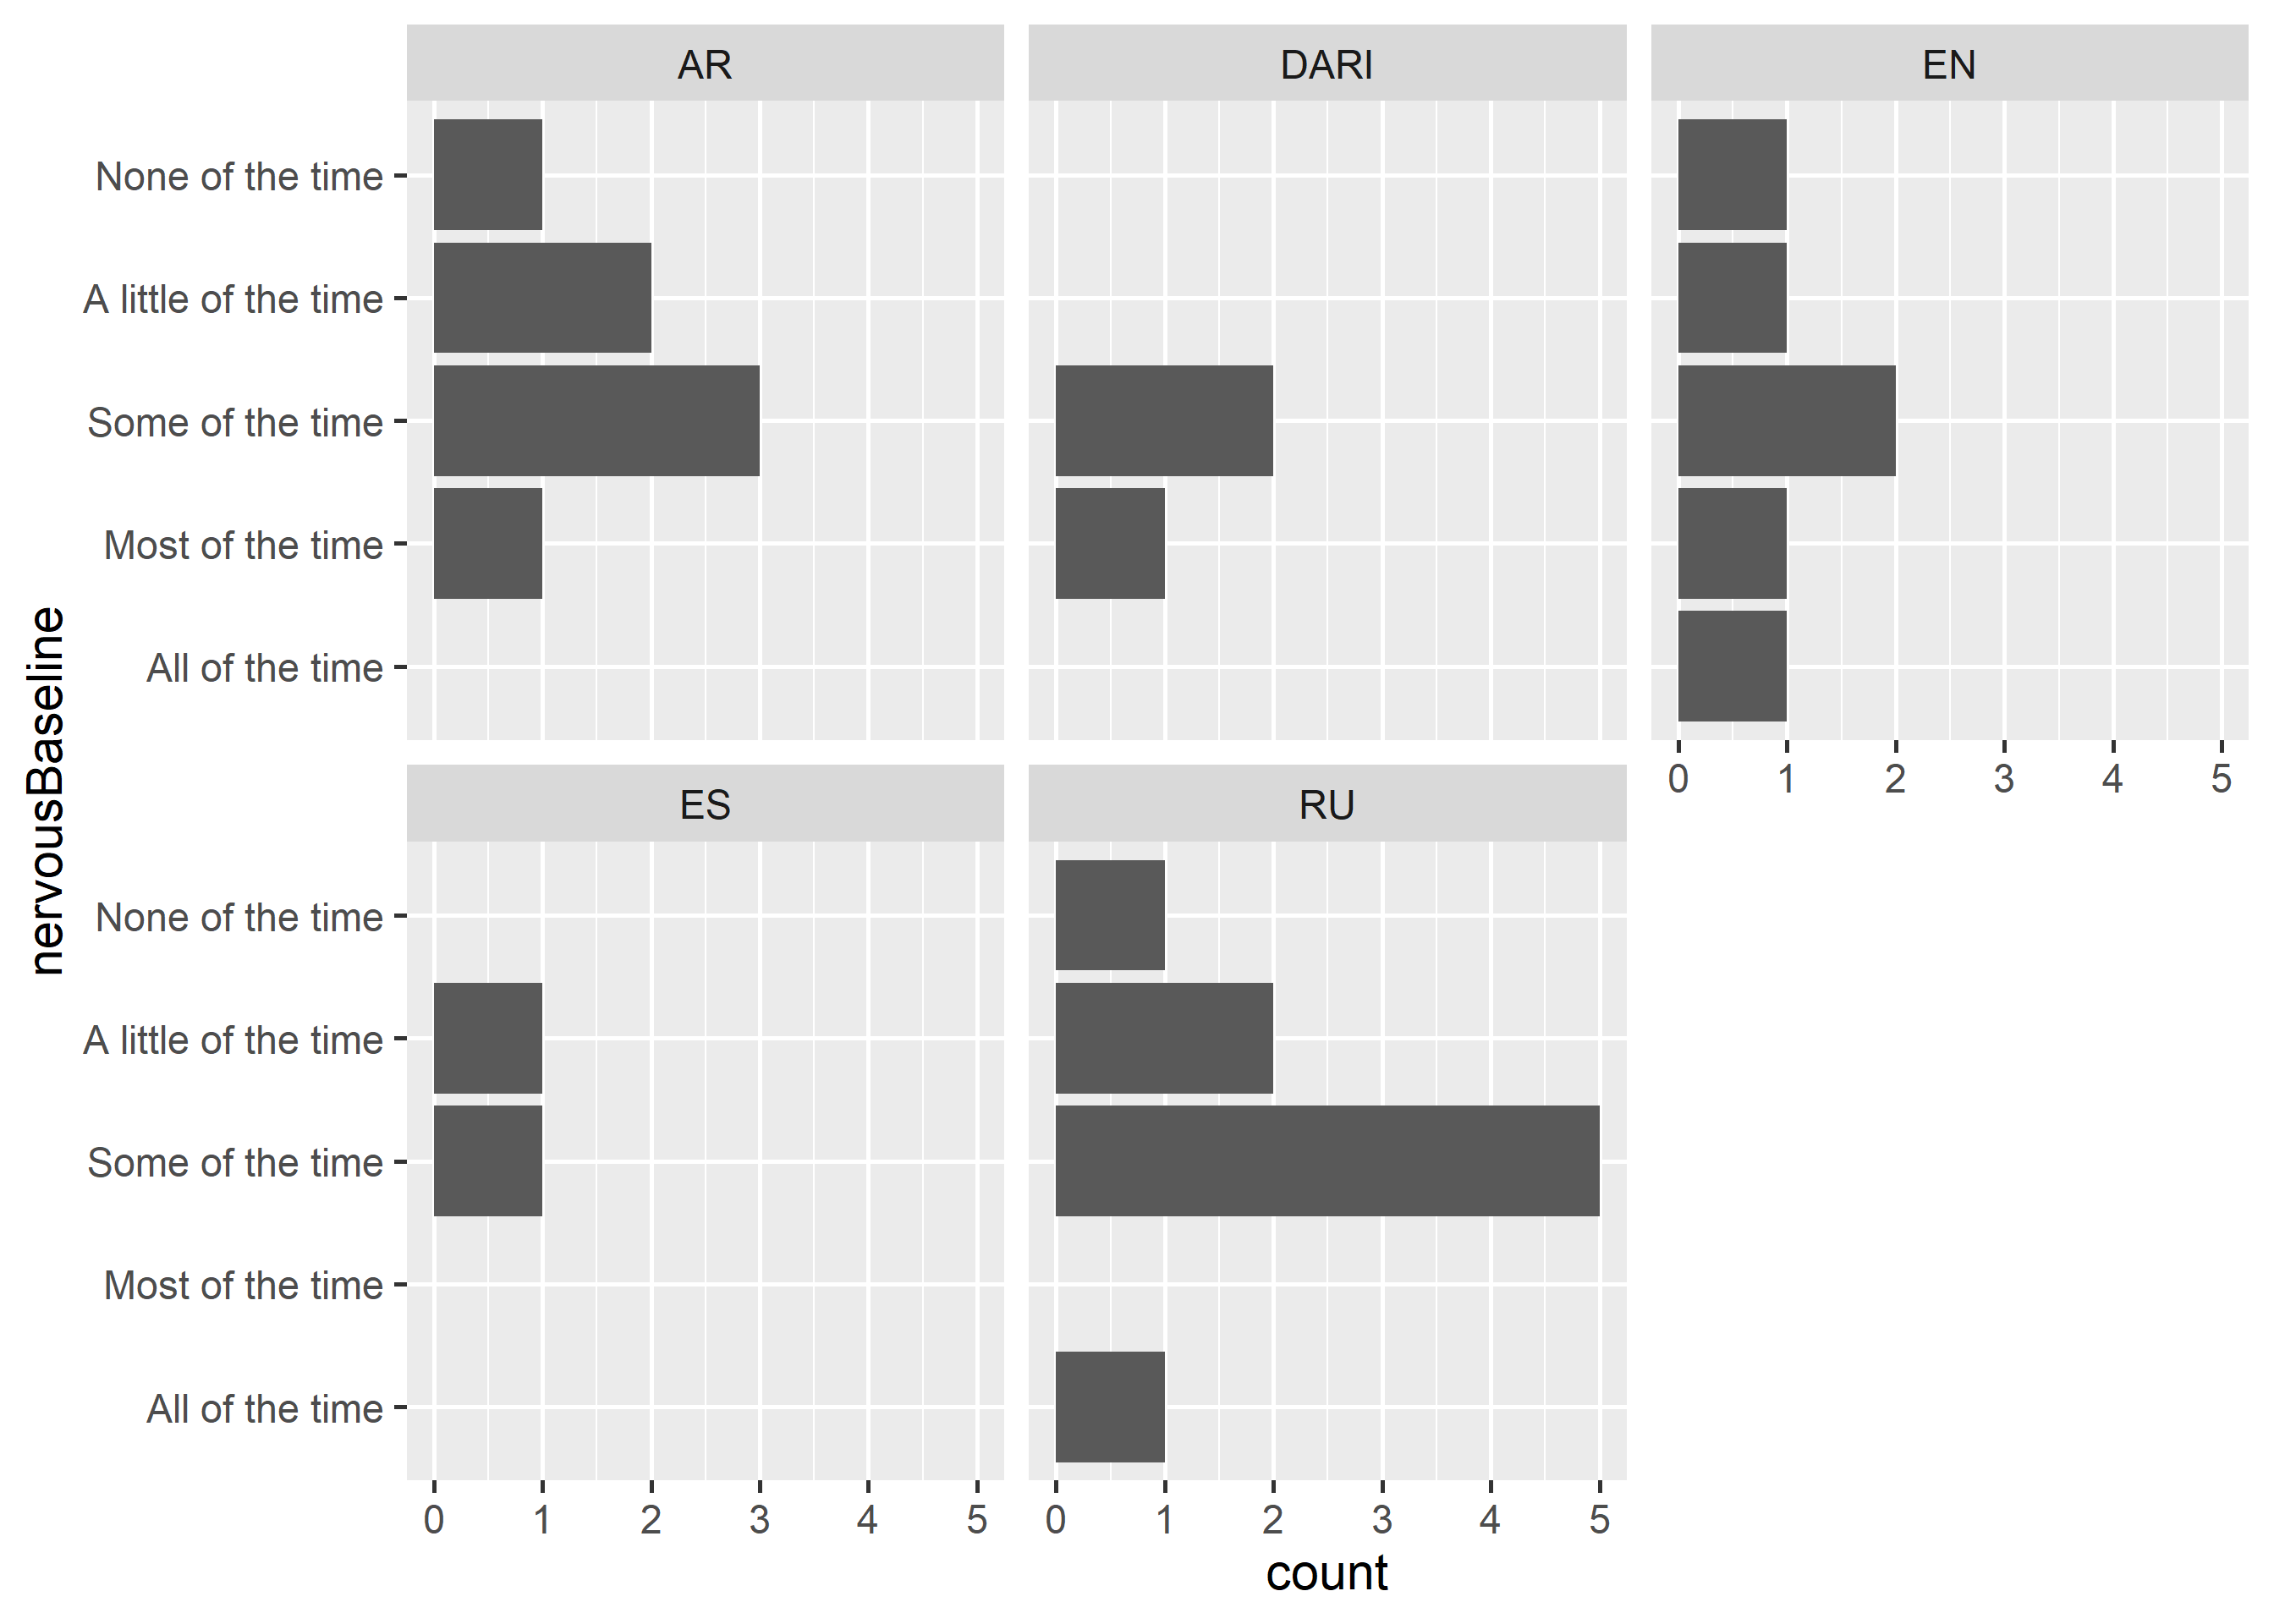 AR
DARI
EN
None of the time
A little of the time
Some of the time
Most of the time
All of the time
0 1 2 3 4 5
ES
RU
None of the time
A little of the time
Some of the time
Most of the time
All of the time
0 1 2 3 4 5
0 1 2 3 4 5
count
nervousBaseline